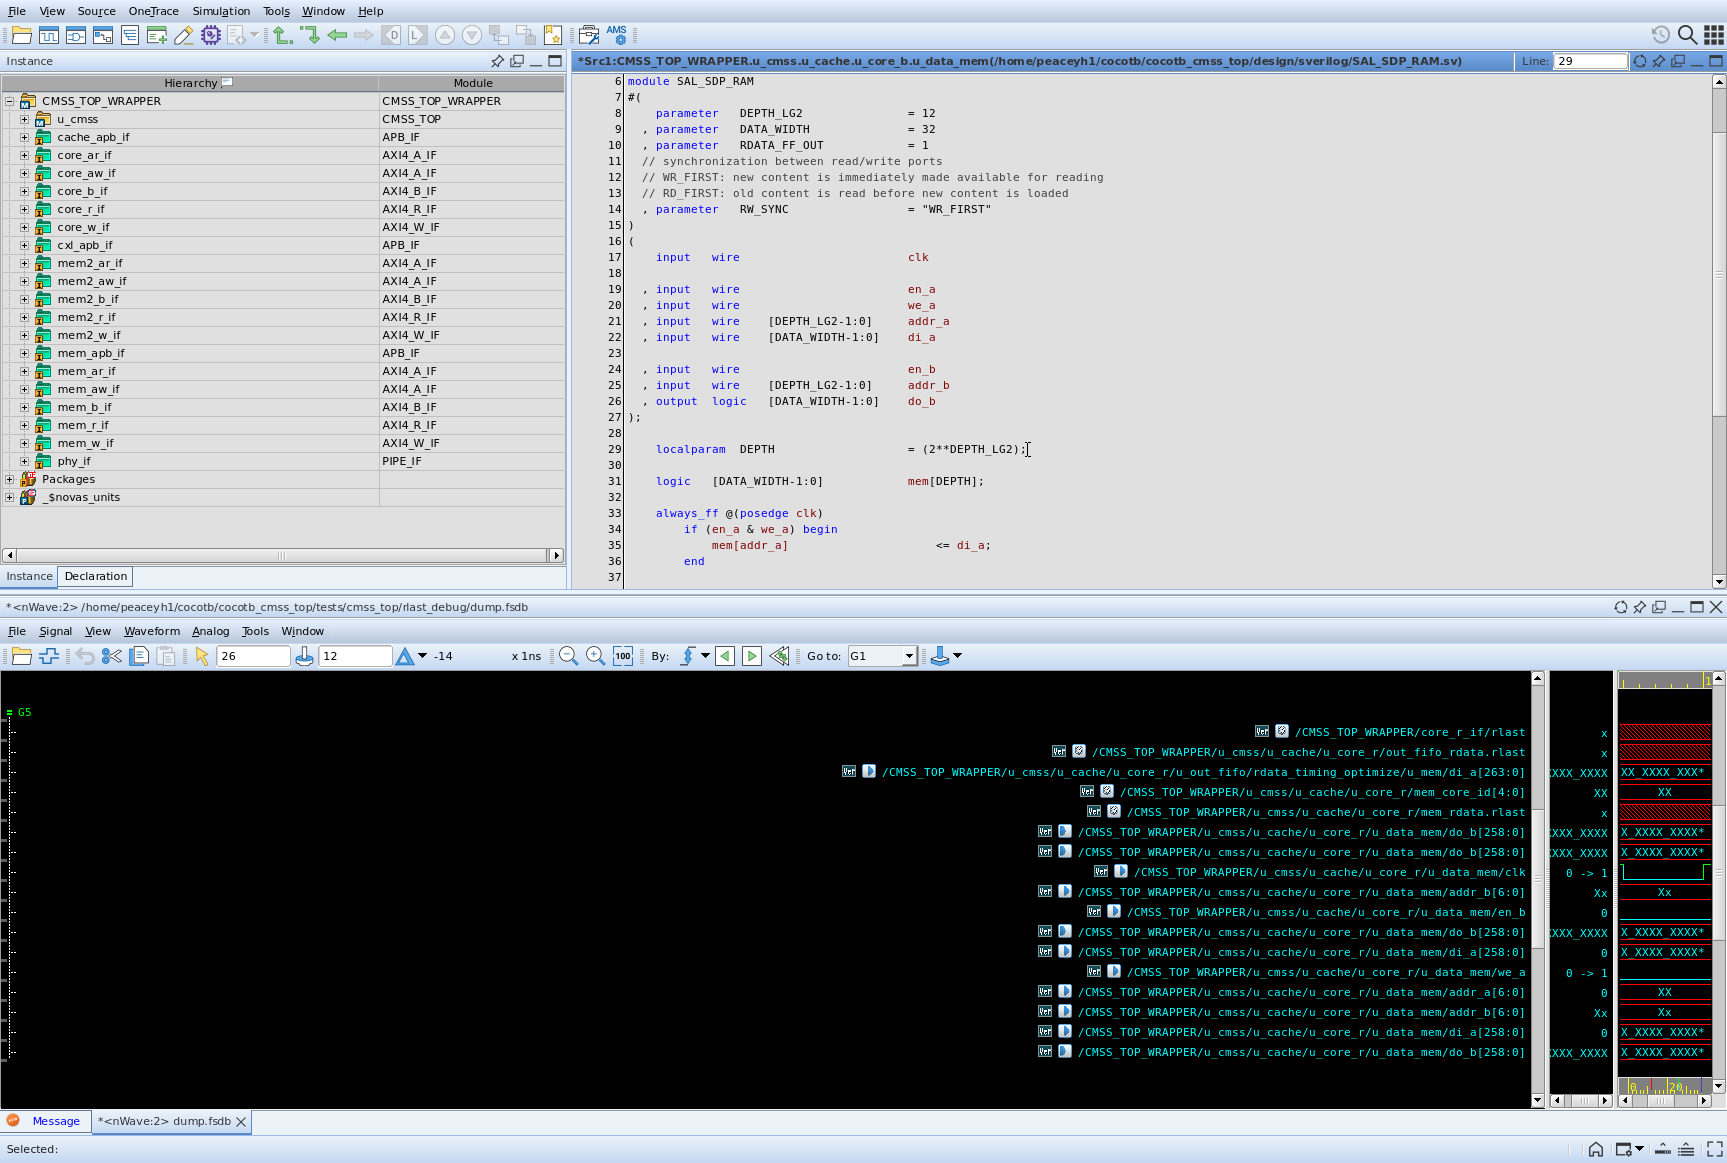 File View Source OneTrace Simulation Tools Window Help
Instance
Hierarchy Module
CMSS_TOP_WRAPPER CMSS_TOP_WRAPPER
u_cmss CMSS_TOP
cache_apb_if APB_IF
core_ar_if AXI4_A_IF
core_aw_if AXI4_A_IF
core_b_if AXI4_B_IF
core_r_if AXI4_R_IF
core_w_if AXI4_W_IF
cxl_apb_if APB_IF
mem2_ar_if AXI4_A_IF
mem2_aw_if AXI4_A_IF
mem2_b_if AXI4_B_IF
mem2_r_if AXI4_R_IF
mem2_w_if AXI4_W_IF
mem_apb_if APB_IF
mem_ar_if AXI4_A_IF
mem_aw_if AXI4_A_IF
mem_b_if AXI4_B_IF
mem_r_if AXI4_R_IF
mem_w_if AXI4_W_IF
phy_if PIPE_IF
Packages
_$novas_units
Instance Declaration
*Src1:CMSS_TOP_WRAPPER.u_cmss.u_cache.u_core_b.u_data_mem(/home/peaceyh1/cocotb/cocotb_cmss_top/design/sverilog/SAL_SDP_RAM.sv) Line: 29
6 module SAL_SDP_RAM
7 #(
8 parameter DEPTH_LG2 = 12
9 , parameter DATA_WIDTH = 32
10 , parameter RDATA_FF_OUT = 1
11 // synchronization between read/write ports
12 // WR_FIRST: new content is immediately made available for reading
13 // RD_FIRST: old content is read before new content is loaded
14 , parameter RW_SYNC = "WR_FIRST"
15 )
16 (
17 input wire clk
18
19 , input wire en_a
20 , input wire we_a
21 , input wire [DEPTH_LG2-1:0] addr_a
22 , input wire [DATA_WIDTH-1:0] di_a
23
24 , input wire en_b
25 , input wire [DEPTH_LG2-1:0] addr_b
26 , output logic [DATA_WIDTH-1:0] do_b
27 );
28
29 localparam DEPTH = (2**DEPTH_LG2);
30
31 logic [DATA_WIDTH-1:0] mem[DEPTH];
32
33 always_ff @(posedge clk)
34 if (en_a & we_a) begin
35 mem[addr_a] <= di_a;
36 end
37
*<nWave:2> /home/peaceyh1/cocotb/cocotb_cmss_top/tests/cmss_top/rlast_debug/dump.fsdb
File Signal View Waveform Analog Tools Window
26 12 -14 x 1ns 100 By: Go to: G1
G5
/CMSS_TOP_WRAPPER/core_r_if/rlast x
/CMSS_TOP_WRAPPER/u_cmss/u_cache/u_core_r/out_fifo_rdata.rlast x
/CMSS_TOP_WRAPPER/u_cmss/u_cache/u_core_r/u_out_fifo/rdata_timing_optimize/u_mem/di_a[263:0] XXXX_XXXX XX_XXXX_XXX*
/CMSS_TOP_WRAPPER/u_cmss/u_cache/u_core_r/mem_core_id[4:0] XX XX
/CMSS_TOP_WRAPPER/u_cmss/u_cache/u_core_r/mem_rdata.rlast x
/CMSS_TOP_WRAPPER/u_cmss/u_cache/u_core_r/u_data_mem/do_b[258:0] XXXX_XXXX X_XXXX_XXXX*
/CMSS_TOP_WRAPPER/u_cmss/u_cache/u_core_r/u_data_mem/do_b[258:0] XXXX_XXXX X_XXXX_XXXX*
/CMSS_TOP_WRAPPER/u_cmss/u_cache/u_core_r/u_data_mem/clk 0 -> 1
/CMSS_TOP_WRAPPER/u_cmss/u_cache/u_core_r/u_data_mem/addr_b[6:0] Xx Xx
/CMSS_TOP_WRAPPER/u_cmss/u_cache/u_core_r/u_data_mem/en_b 0
/CMSS_TOP_WRAPPER/u_cmss/u_cache/u_core_r/u_data_mem/do_b[258:0] XXXX_XXXX X_XXXX_XXXX*
/CMSS_TOP_WRAPPER/u_cmss/u_cache/u_core_r/u_data_mem/di_a[258:0] 0 X_XXXX_XXXX*
/CMSS_TOP_WRAPPER/u_cmss/u_cache/u_core_r/u_data_mem/we_a 0 -> 1
/CMSS_TOP_WRAPPER/u_cmss/u_cache/u_core_r/u_data_mem/addr_a[6:0] 0 XX
/CMSS_TOP_WRAPPER/u_cmss/u_cache/u_core_r/u_data_mem/addr_b[6:0] Xx Xx
/CMSS_TOP_WRAPPER/u_cmss/u_cache/u_core_r/u_data_mem/di_a[258:0] 0 X_XXXX_XXXX*
/CMSS_TOP_WRAPPER/u_cmss/u_cache/u_core_r/u_data_mem/do_b[258:0] XXXX_XXXX X_XXXX_XXXX*
Message *<nWave:2> dump.fsdb
Selected: